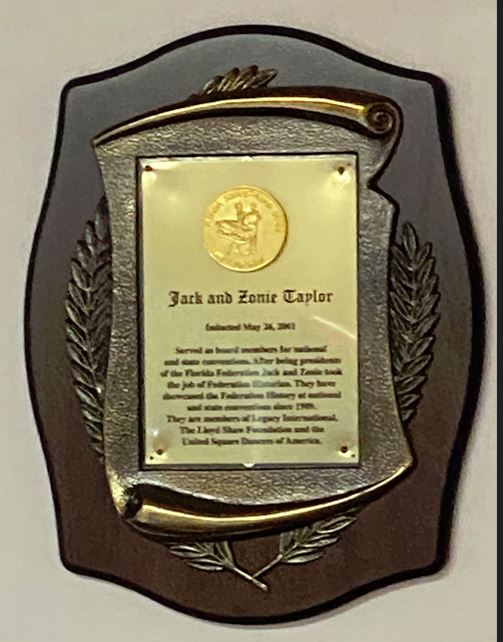 Jack and Zonie Taylor
Inducted May 26, 2001
Served as board members for national
and state conventions. After being presidents
of the Florida Federation Jack and Zonie took
the job of Federation Historian. They have
showcased the Federation History at national
and state conventions since 1989.
They are members of Legacy International,
The Lloyd Shaw Foundation and the
United Square Dancers of America.